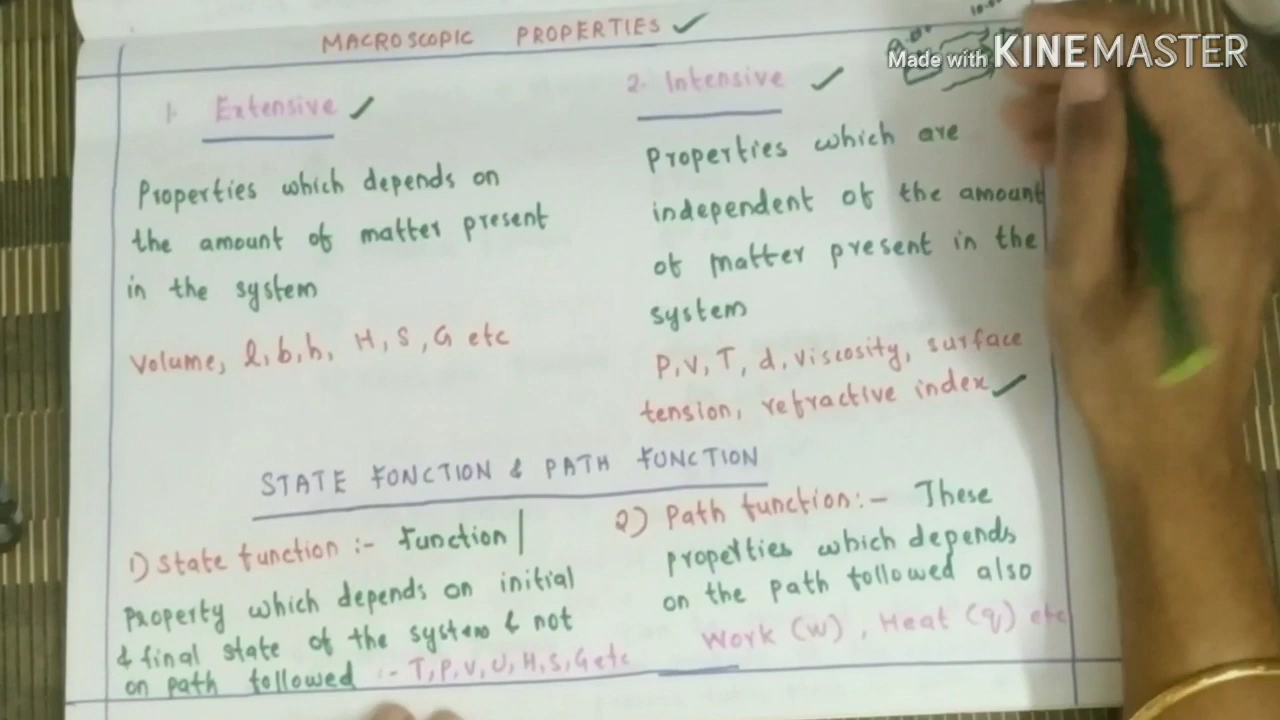 MACROSCOPIC PROPERTIES
Made with KINEMASTER
1. Extensive
Properties which depends on
the amount of matter present
in the system
Volume, l, b, h, H, S, G etc
2. Intensive
Properties which are
independent of the amount
of matter present in the
system
P, V, T, d, viscosity, surface
tension, refractive index
STATE FUNCTION & PATH FUNCTION
1) State function :- Function/
Property which depends on initial
& final state of the system & not
on path followed :- T, P, V, U, H, S, G etc
2) Path function:- These
properties which depends
on the path followed also
Work (w), Heat (q) etc